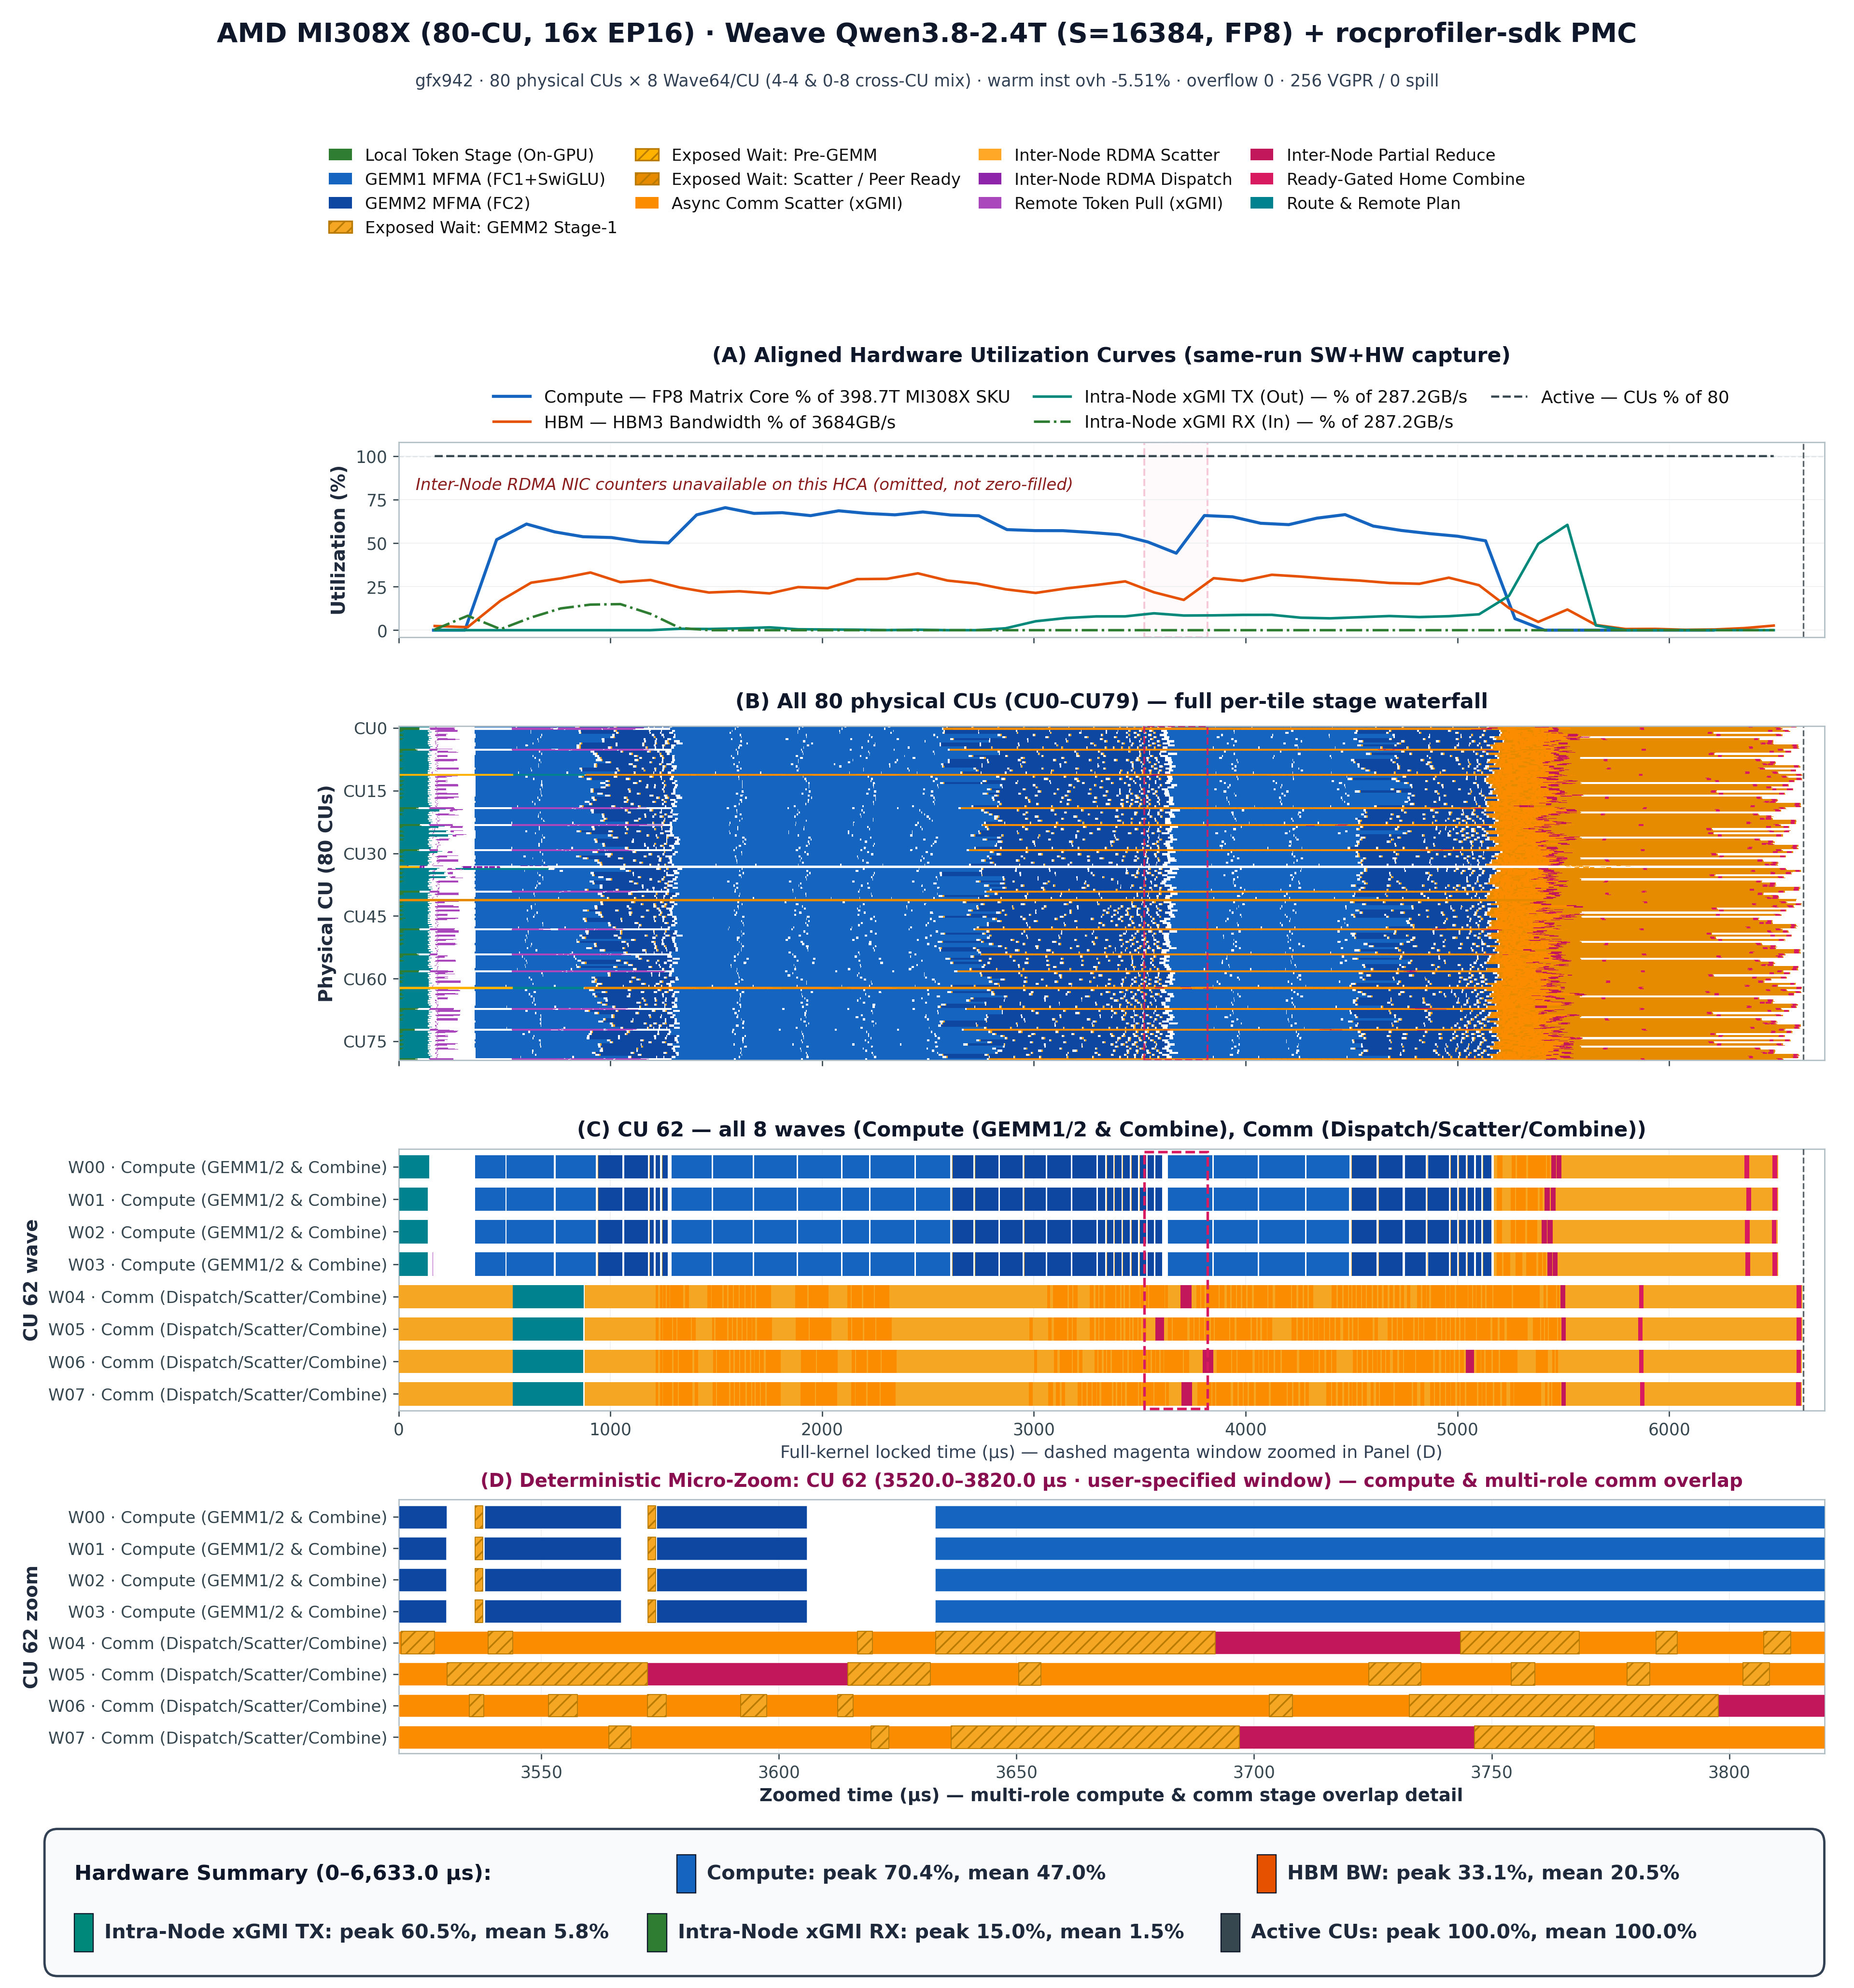 AMD MI308X (80-CU, 16x EP16) · Weave Qwen3.8-2.4T (S=16384, FP8) + rocprofiler-sdk PMC
gfx942 · 80 physical CUs × 8 Wave64/CU (4-4 & 0-8 cross-CU mix) · warm inst ovh -5.51% · overflow 0 · 256 VGPR / 0 spill
Local Token Stage (On-GPU)
GEMM1 MFMA (FC1+SwiGLU)
GEMM2 MFMA (FC2)
Exposed Wait: GEMM2 Stage-1
Exposed Wait: Pre-GEMM
Exposed Wait: Scatter / Peer Ready
Async Comm Scatter (xGMI)
Inter-Node RDMA Scatter
Inter-Node RDMA Dispatch
Remote Token Pull (xGMI)
Inter-Node Partial Reduce
Ready-Gated Home Combine
Route & Remote Plan
(A) Aligned Hardware Utilization Curves (same-run SW+HW capture)
Compute — FP8 Matrix Core % of 398.7T MI308X SKU
HBM — HBM3 Bandwidth % of 3684GB/s
Intra-Node xGMI TX (Out) — % of 287.2GB/s
Intra-Node xGMI RX (In) — % of 287.2GB/s
Active — CUs % of 80
Utilization (%)
100
75
50
25
0
Inter-Node RDMA NIC counters unavailable on this HCA (omitted, not zero-filled)
(B) All 80 physical CUs (CU0–CU79) — full per-tile stage waterfall
Physical CU (80 CUs)
CU0
CU15
CU30
CU45
CU60
CU75
(C) CU 62 — all 8 waves (Compute (GEMM1/2 & Combine), Comm (Dispatch/Scatter/Combine))
CU 62 wave
W00 · Compute (GEMM1/2 & Combine)
W01 · Compute (GEMM1/2 & Combine)
W02 · Compute (GEMM1/2 & Combine)
W03 · Compute (GEMM1/2 & Combine)
W04 · Comm (Dispatch/Scatter/Combine)
W05 · Comm (Dispatch/Scatter/Combine)
W06 · Comm (Dispatch/Scatter/Combine)
W07 · Comm (Dispatch/Scatter/Combine)
0 1000 2000 3000 4000 5000 6000
Full-kernel locked time (μs) — dashed magenta window zoomed in Panel (D)
(D) Deterministic Micro-Zoom: CU 62 (3520.0–3820.0 μs · user-specified window) — compute & multi-role comm overlap
CU 62 zoom
W00 · Compute (GEMM1/2 & Combine)
W01 · Compute (GEMM1/2 & Combine)
W02 · Compute (GEMM1/2 & Combine)
W03 · Compute (GEMM1/2 & Combine)
W04 · Comm (Dispatch/Scatter/Combine)
W05 · Comm (Dispatch/Scatter/Combine)
W06 · Comm (Dispatch/Scatter/Combine)
W07 · Comm (Dispatch/Scatter/Combine)
3550 3600 3650 3700 3750 3800
Zoomed time (μs) — multi-role compute & comm stage overlap detail
Hardware Summary (0–6,633.0 μs):
Compute: peak 70.4%, mean 47.0%
HBM BW: peak 33.1%, mean 20.5%
Intra-Node xGMI TX: peak 60.5%, mean 5.8%
Intra-Node xGMI RX: peak 15.0%, mean 1.5%
Active CUs: peak 100.0%, mean 100.0%